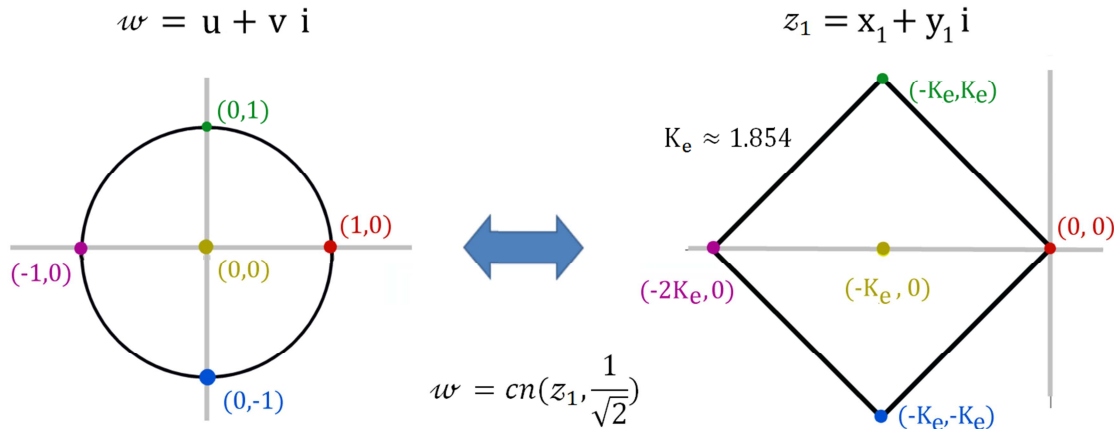 w = u + v i
z₁ = x₁ + y₁ i
(0,1)
(-Kₑ,Kₑ)
Kₑ ≈ 1.854
(1,0)
(0, 0)
(-1,0)
(0,0)
(-2Kₑ,0)
(-Kₑ , 0)
(0,-1)
w = cn(z₁, 1/√2)
(-Kₑ,-Kₑ)